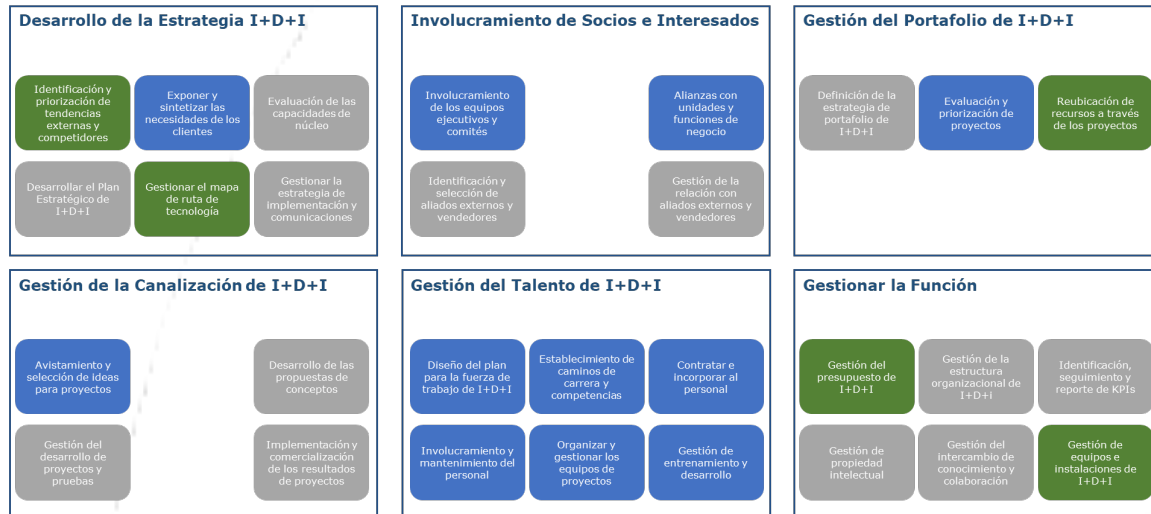 Desarrollo de la Estrategia I+D+I
Identificación y
priorización de
tendencias
externas y
competidores
Exponer y
sintetizar las
necesidades de los
clientes
Evaluación de las
capacidades de
núcleo
Desarrollar el Plan
Estratégico de
I+D+I
Gestionar el mapa
de ruta de
tecnología
Gestionar la
estrategia de
implementación y
comunicaciones
Involucramiento de Socios e Interesados
Involucramiento
de los equipos
ejecutivos y
comités
Alianzas con
unidades y
funciones de
negocio
Identificación y
selección de
aliados externos y
vendedores
Gestión de la
relación con
aliados externos y
vendedores
Gestión del Portafolio de I+D+I
Definición de la
estrategia de
portafolio de
I+D+I
Evaluación y
priorización de
proyectos
Reubicación de
recursos a través
de los proyectos
Gestión de la Canalización de I+D+I
Avistamiento y
selección de ideas
para proyectos
Desarrollo de las
propuestas de
conceptos
Gestión del
desarrollo de
proyectos y
pruebas
Implementación y
comercialización
de los resultados
de proyectos
Gestión del Talento de I+D+I
Diseño del plan
para la fuerza de
trabajo de I+D+I
Establecimiento de
caminos de
carrera y
competencias
Contratar e
incorporar al
personal
Involucramiento y
mantenimiento del
personal
Organizar y
gestionar los
equipos de
proyectos
Gestión de
entrenamiento y
desarrollo
Gestionar la Función
Gestión del
presupuesto de
I+D+I
Gestión de la
estructura
organizacional de
I+D+i
Identificación,
seguimiento y
reporte de KPIs
Gestión de
propiedad
intelectual
Gestión del
intercambio de
conocimiento y
colaboración
Gestión de
equipos e
instalaciones de
I+D+I